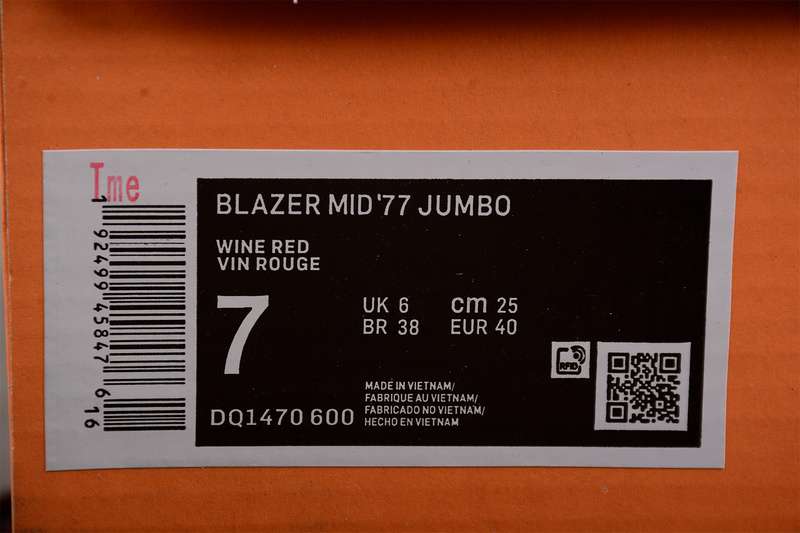 Tme
1 92499 45847 6 16
BLAZER MID '77 JUMBO
WINE RED
VIN ROUGE
7
UK 6 cm 25
BR 38 EUR 40
RFID
MADE IN VIETNAM/
FABRIQUE AU VIETNAM/
FABRICADO NO VIETNAM/
HECHO EN VIETNAM
DQ1470 600